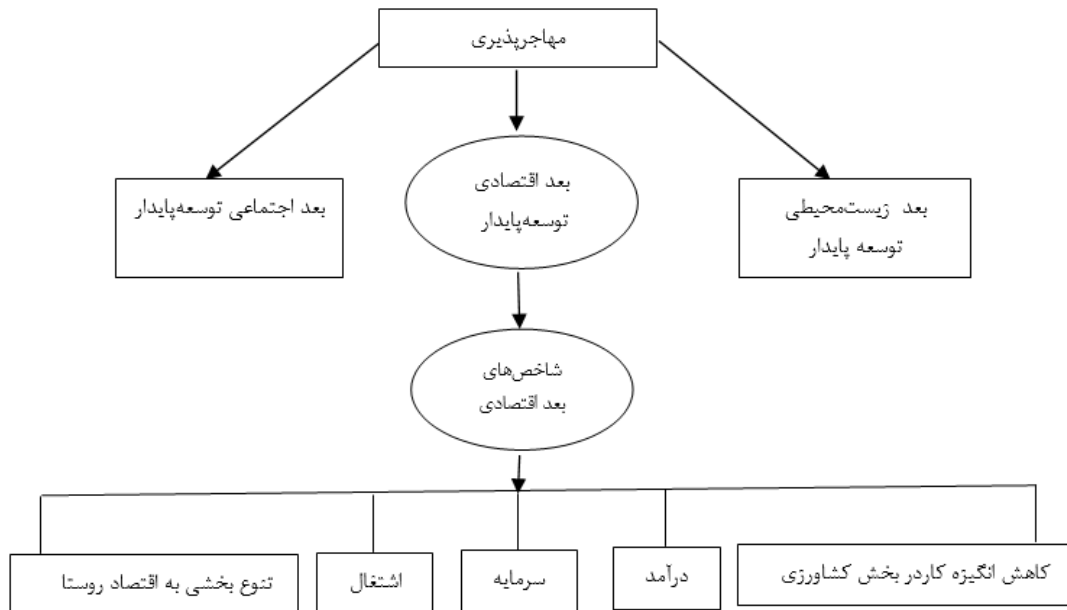 مهاجرپذیری
بعد زیست‌محیطی
توسعه پایدار
بعد اقتصادی
توسعه‌پایدار
بعد اجتماعی توسعه‌پایدار
شاخص‌های
بعد اقتصادی
کاهش انگیزه کاردر بخش کشاورزی
درآمد
سرمایه
اشتغال
تنوع بخشی به اقتصاد روستا